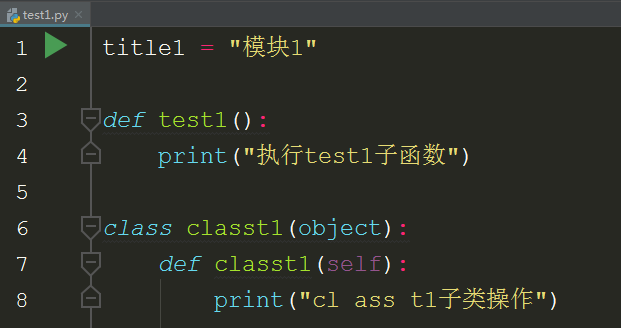 test1.py
1 title1 = "模块1"
2
3 def test1():
4 print("执行test1子函数")
5
6 class classt1(object):
7 def classt1(self):
8 print("cl ass t1子类操作")